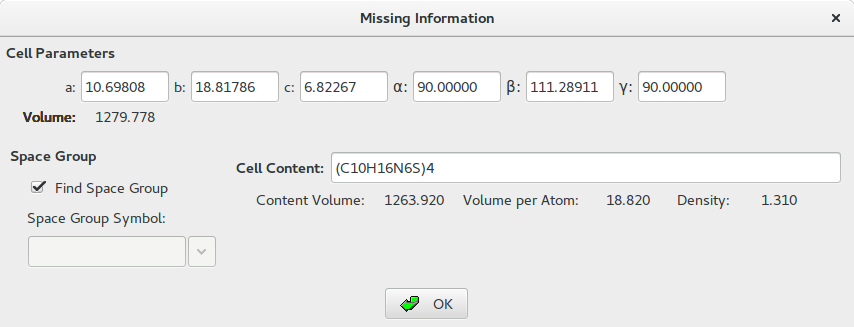 Missing Information ×
Cell Parameters
a: 10.69808 b: 18.81786 c: 6.82267 α: 90.00000 β: 111.28911 γ: 90.00000
Volume: 1279.778
Space Group
Cell Content: (C10H16N6S)4
Find Space Group
Content Volume: 1263.920 Volume per Atom: 18.820 Density: 1.310
Space Group Symbol:
OK